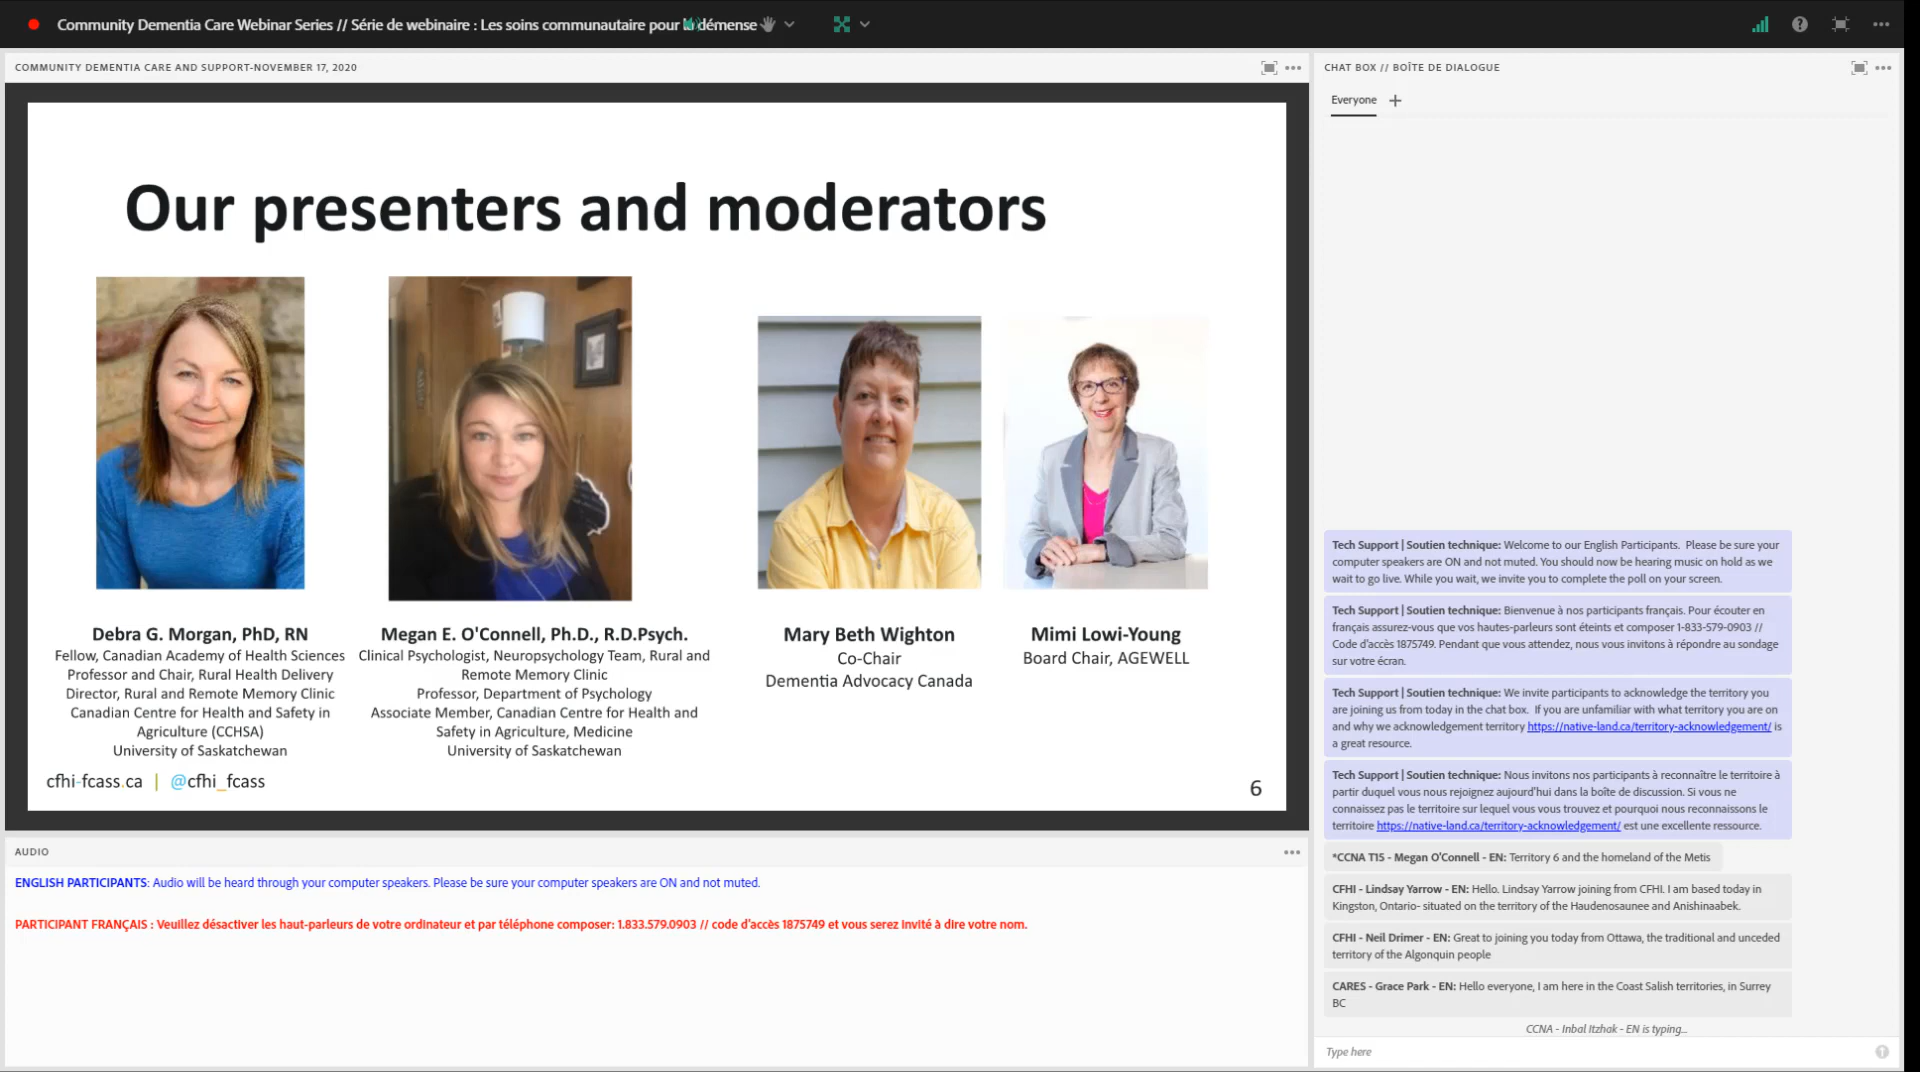 Community Dementia Care Webinar Series // Série de webinaire : Les soins communautaire pour la démense
COMMUNITY DEMENTIA CARE AND SUPPORT-NOVEMBER 17, 2020
Our presenters and moderators
Debra G. Morgan, PhD, RN
Fellow, Canadian Academy of Health Sciences
Professor and Chair, Rural Health Delivery
Director, Rural and Remote Memory Clinic
Canadian Centre for Health and Safety in
Agriculture (CCHSA)
University of Saskatchewan
Megan E. O'Connell, Ph.D., R.D.Psych.
Clinical Psychologist, Neuropsychology Team, Rural and
Remote Memory Clinic
Professor, Department of Psychology
Associate Member, Canadian Centre for Health and
Safety in Agriculture, Medicine
University of Saskatchewan
Mary Beth Wighton
Co-Chair
Dementia Advocacy Canada
Mimi Lowi-Young
Board Chair, AGEWELL
cfhi-fcass.ca | @cfhi_fcass
6
AUDIO
ENGLISH PARTICIPANTS: Audio will be heard through your computer speakers. Please be sure your computer speakers are ON and not muted.
PARTICIPANT FRANÇAIS : Veuillez désactiver les haut-parleurs de votre ordinateur et par téléphone composer: 1.833.579.0903 // code d'accès 1875749 et vous serez invité à dire votre nom.
CHAT BOX // BOÎTE DE DIALOGUE
Everyone
Tech Support | Soutien technique: Welcome to our English Participants. Please be sure your
computer speakers are ON and not muted. You should now be hearing music on hold as we
wait to go live. While you wait, we invite you to complete the poll on your screen.
Tech Support | Soutien technique: Bienvenue à nos participants français. Pour écouter en
français assurez-vous que vos hautes-parleurs sont éteints et composer 1-833-579-0903 //
Code d'accès 1875749. Pendant que vous attendez, nous vous invitons à répondre au sondage
sur votre écran.
Tech Support | Soutien technique: We invite participants to acknowledge the territory you
are joining us from today in the chat box. If you are unfamiliar with what territory you are on
and why we acknowledgement territory https://native-land.ca/territory-acknowledgement/ is
a great resource.
Tech Support | Soutien technique: Nous invitons nos participants à reconnaître le territoire à
partir duquel vous nous rejoignez aujourd'hui dans la boîte de discussion. Si vous ne
connaissez pas le territoire sur lequel vous vous trouvez et pourquoi nous reconnaissons le
territoire https://native-land.ca/territory-acknowledgement/ est une excellente ressource.
*CCNA T15 - Megan O'Connell - EN: Territory 6 and the homeland of the Metis
CFHI - Lindsay Yarrow - EN: Hello. Lindsay Yarrow joining from CFHI. I am based today in
Kingston, Ontario- situated on the territory of the Haudenosaunee and Anishinaabek.
CFHI - Neil Drimer - EN: Great to joining you today from Ottawa, the traditional and unceded
territory of the Algonquin people
CARES - Grace Park - EN: Hello everyone, I am here in the Coast Salish territories, in Surrey
BC
CCNA - Inbal Itzhak - EN is typing...
Type here